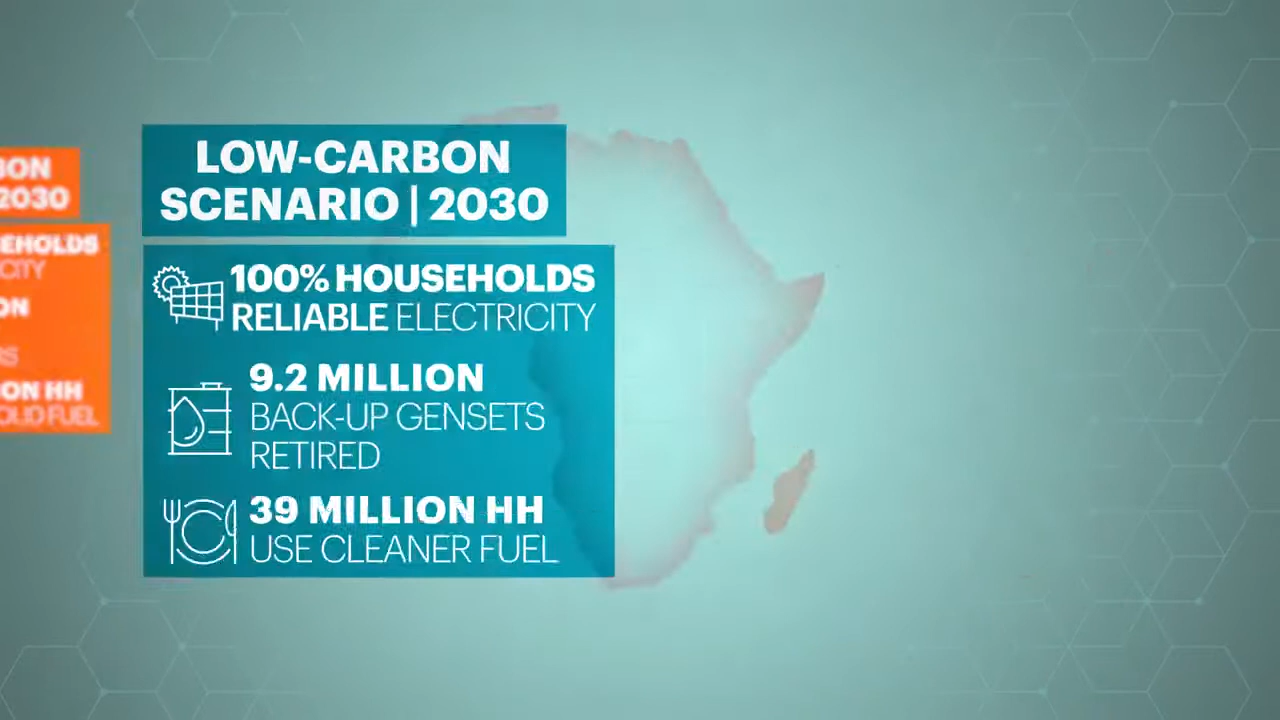 2030
LOW-CARBON
SCENARIO | 2030
100% HOUSEHOLDS
RELIABLE ELECTRICITY
9.2 MILLION
BACK-UP GENSETS
RETIRED
39 MILLION HH
USE CLEANER FUEL